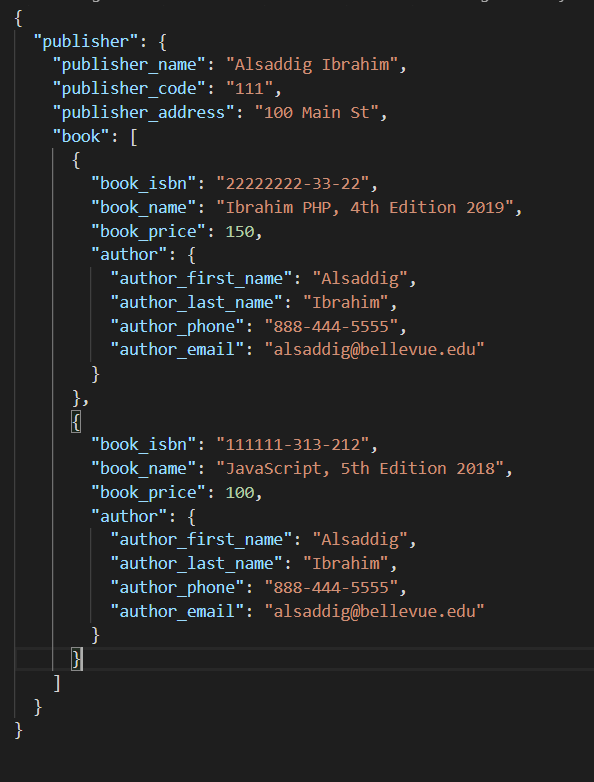 {
  "publisher": {
    "publisher_name": "Alsaddig Ibrahim",
    "publisher_code": "111",
    "publisher_address": "100 Main St",
    "book": [
      {
        "book_isbn": "22222222-33-22",
        "book_name": "Ibrahim PHP, 4th Edition 2019",
        "book_price": 150,
        "author": {
          "author_first_name": "Alsaddig",
          "author_last_name": "Ibrahim",
          "author_phone": "888-444-5555",
          "author_email": "alsaddig@bellevue.edu"
        }
      },
      {
        "book_isbn": "111111-313-212",
        "book_name": "JavaScript, 5th Edition 2018",
        "book_price": 100,
        "author": {
          "author_first_name": "Alsaddig",
          "author_last_name": "Ibrahim",
          "author_phone": "888-444-5555",
          "author_email": "alsaddig@bellevue.edu"
        }
      }
    ]
  }
}